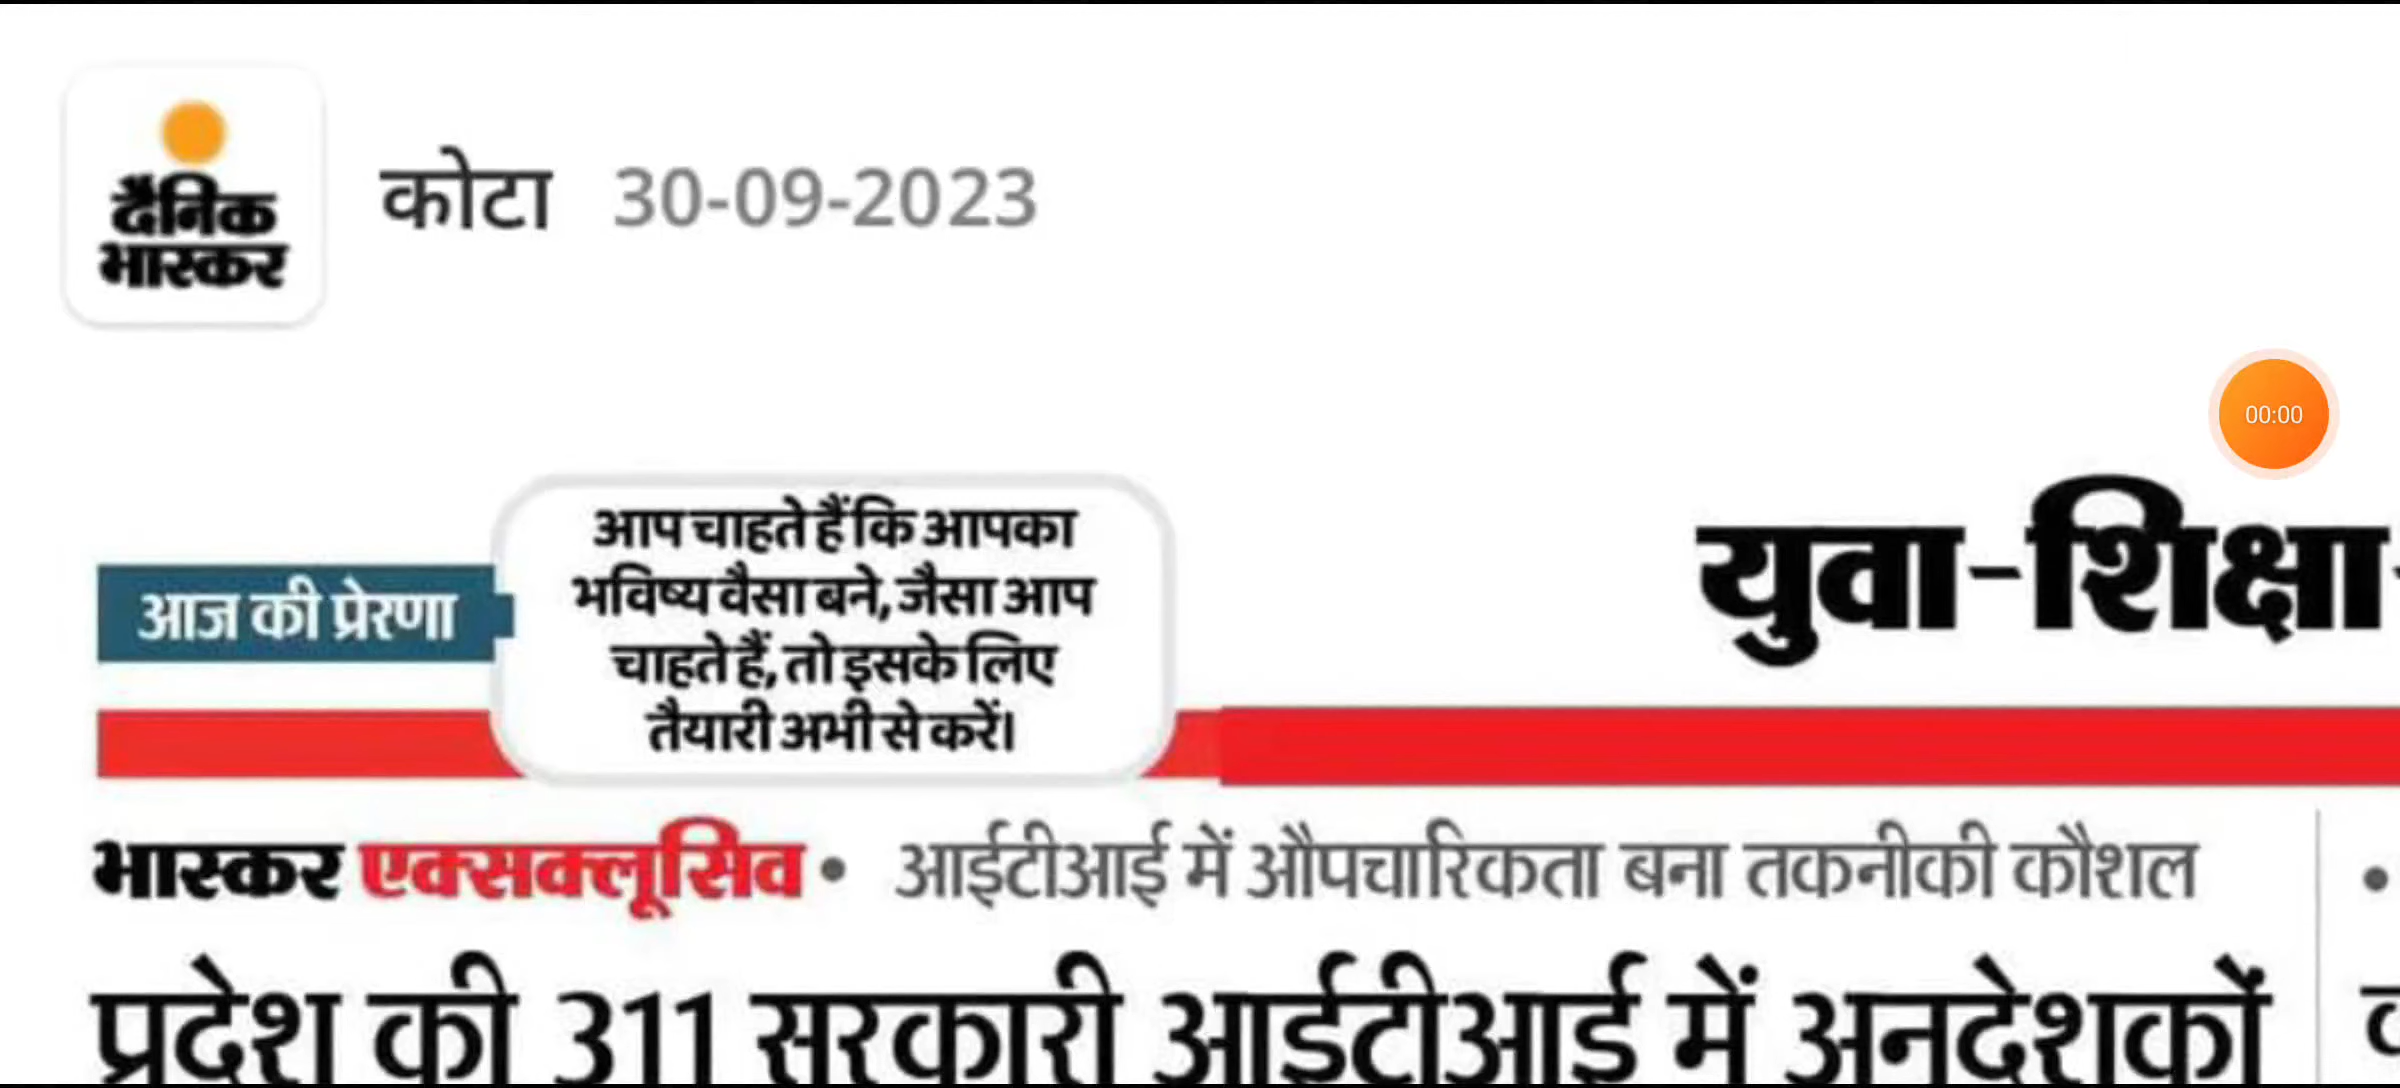 दैनिक
भास्कर
कोटा 30-09-2023
00:00
आप चाहते हैं कि आपका
भविष्य वैसा बने, जैसा आप
चाहते हैं, तो इसके लिए
तैयारी अभी से करें।
आज की प्रेरणा
युवा-शिक्षा-
भास्कर एक्सक्लूसिव • आईटीआई में औपचारिकता बना तकनीकी कौशल
प्रदेश की 311 सरकारी आईटीआई में अनदेशकों